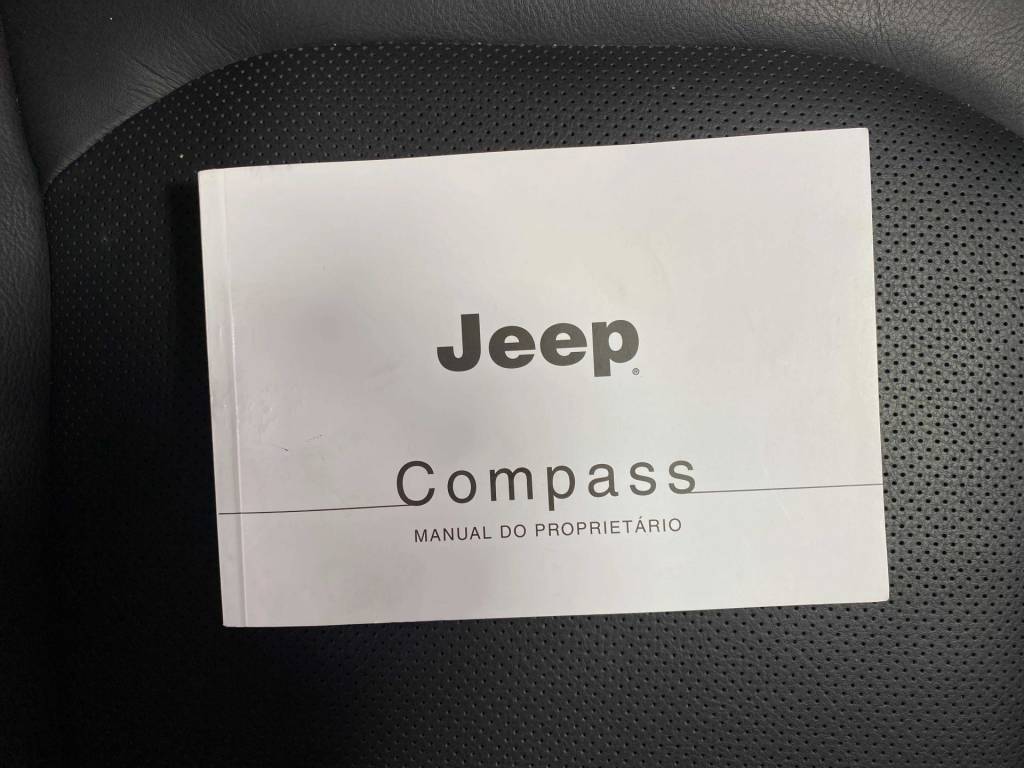 Jeep®
Compass
MANUAL DO PROPRIETÁRIO